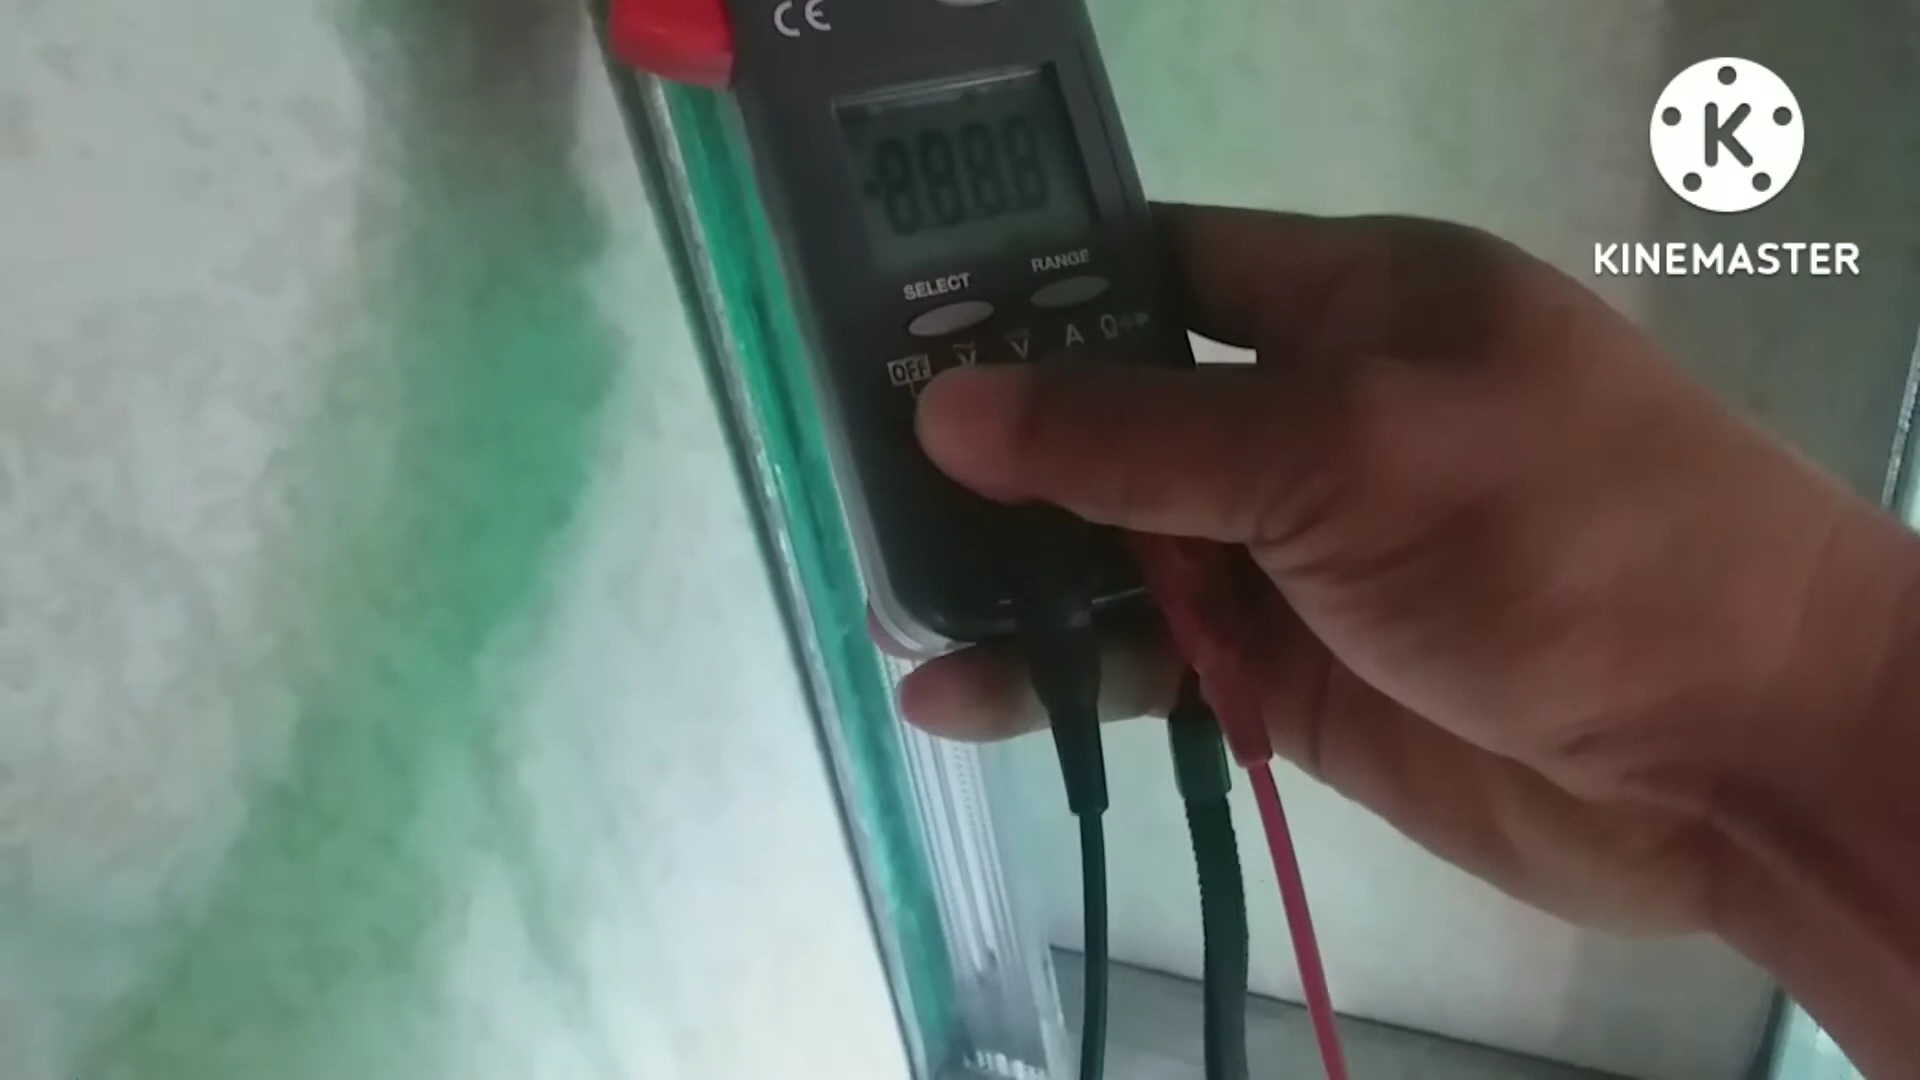 CE
-8888
SELECT
RANGE
OFF V V A Ω
K
KINEMASTER